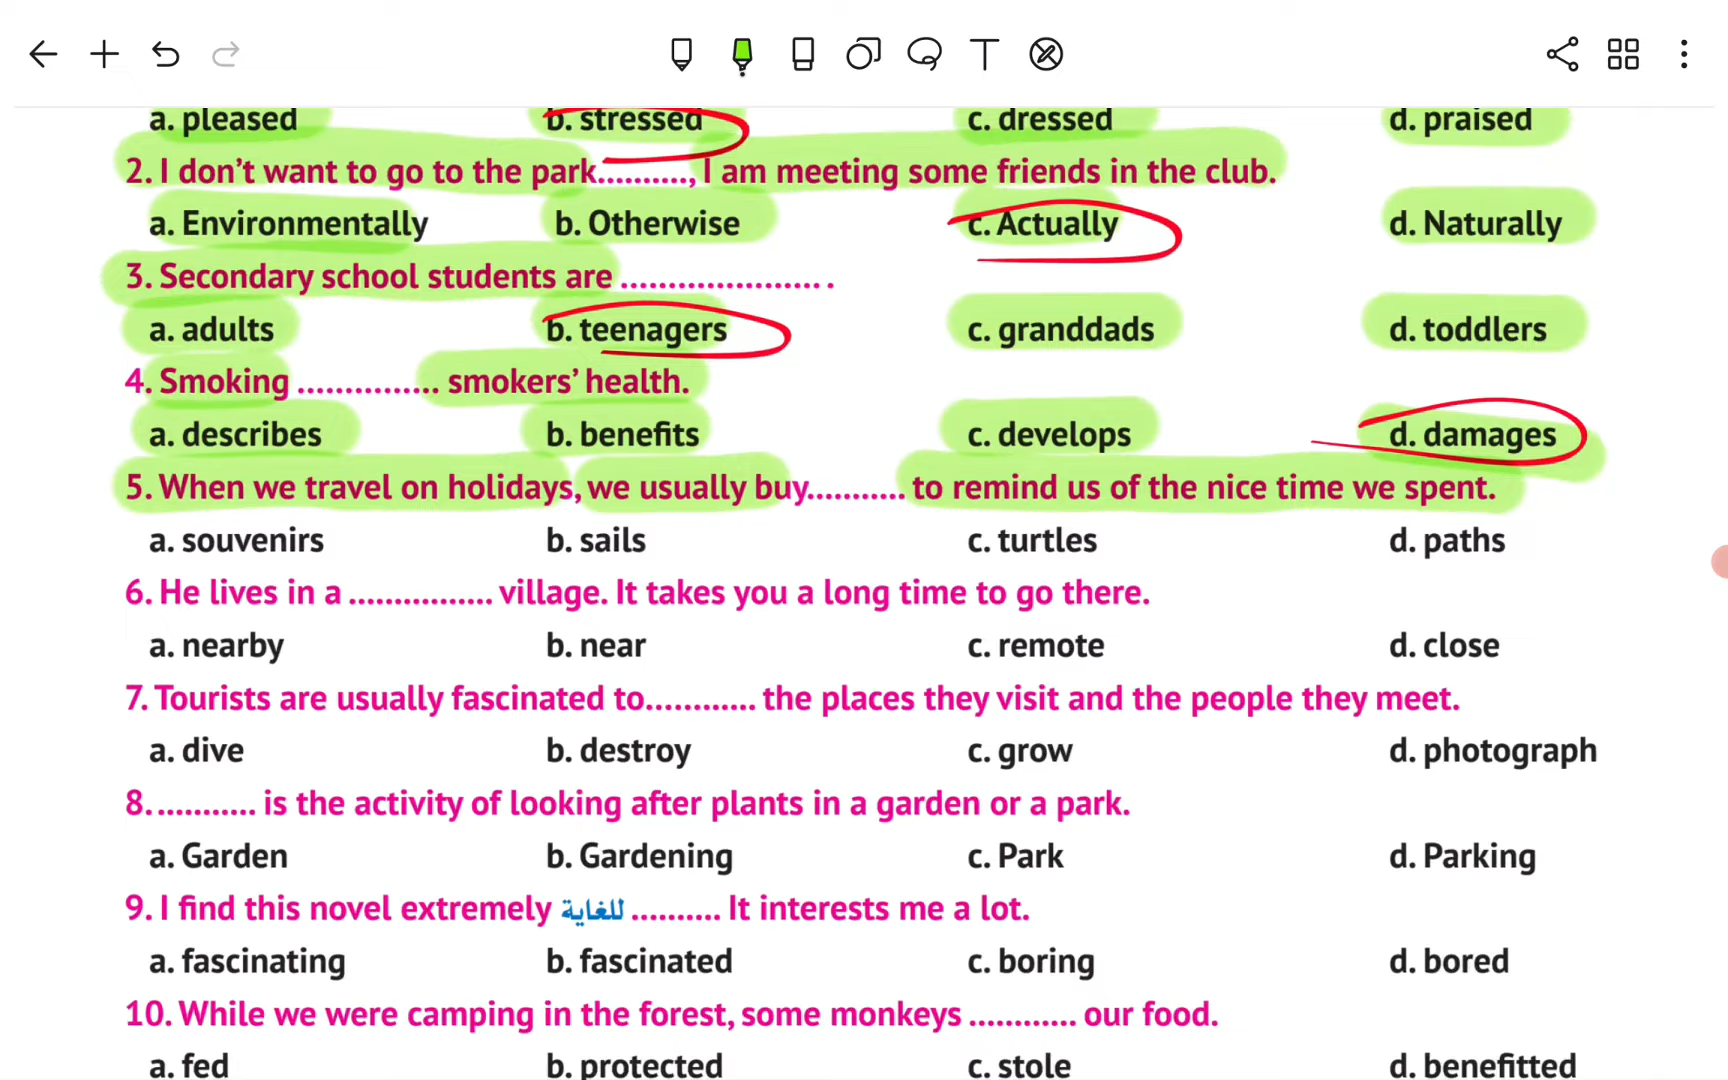 a. pleased b. stressed c. dressed d. praised
2. I don't want to go to the park.........., I am meeting some friends in the club.
a. Environmentally b. Otherwise c. Actually d. Naturally
3. Secondary school students are ...................... .
a. adults b. teenagers c. granddads d. toddlers
4. Smoking ................ smokers' health.
a. describes b. benefits c. develops d. damages
5. When we travel on holidays, we usually buy........... to remind us of the nice time we spent.
a. souvenirs b. sails c. turtles d. paths
6. He lives in a ................ village. It takes you a long time to go there.
a. nearby b. near c. remote d. close
7. Tourists are usually fascinated to............ the places they visit and the people they meet.
a. dive b. destroy c. grow d. photograph
8. ........... is the activity of looking after plants in a garden or a park.
a. Garden b. Gardening c. Park d. Parking
9. I find this novel extremely للغاية .......... It interests me a lot.
a. fascinating b. fascinated c. boring d. bored
10. While we were camping in the forest, some monkeys ............ our food.
a. fed b. protected c. stole d. benefitted